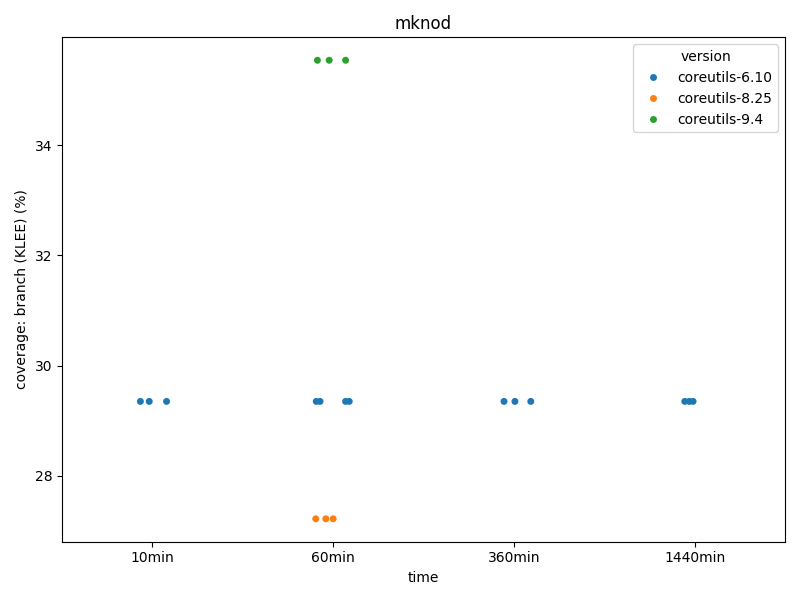 mknod
version
coreutils-6.10
coreutils-8.25
coreutils-9.4
coverage: branch (KLEE) (%)
34
32
30
28
10min
60min
360min
1440min
time